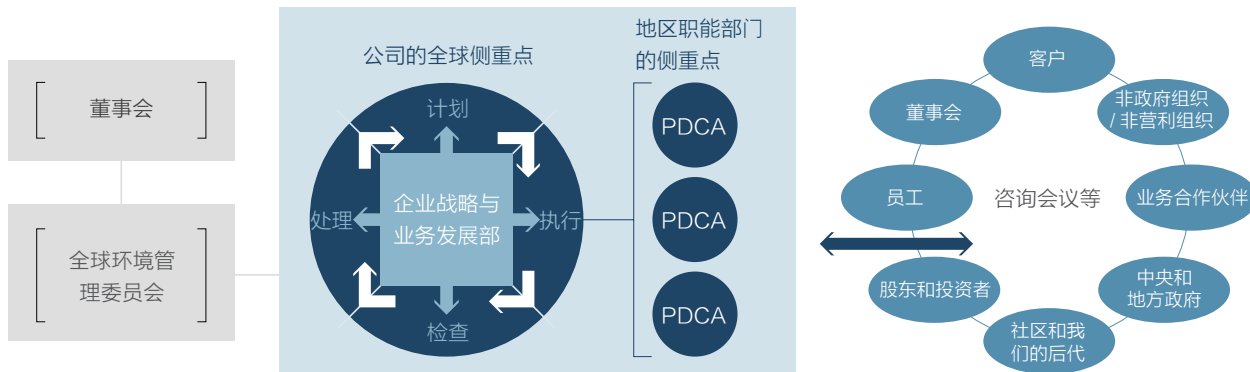 董事会
全球环境管
理委员会
公司的全球侧重点
计划
处理
企业战略与
业务发展部
执行
检查
地区职能部门
的侧重点
PDCA
PDCA
PDCA
客户
董事会
非政府组织
/ 非营利组织
员工
咨询会议等
业务合作伙伴
股东和投资者
中央和
地方政府
社区和我
们的后代